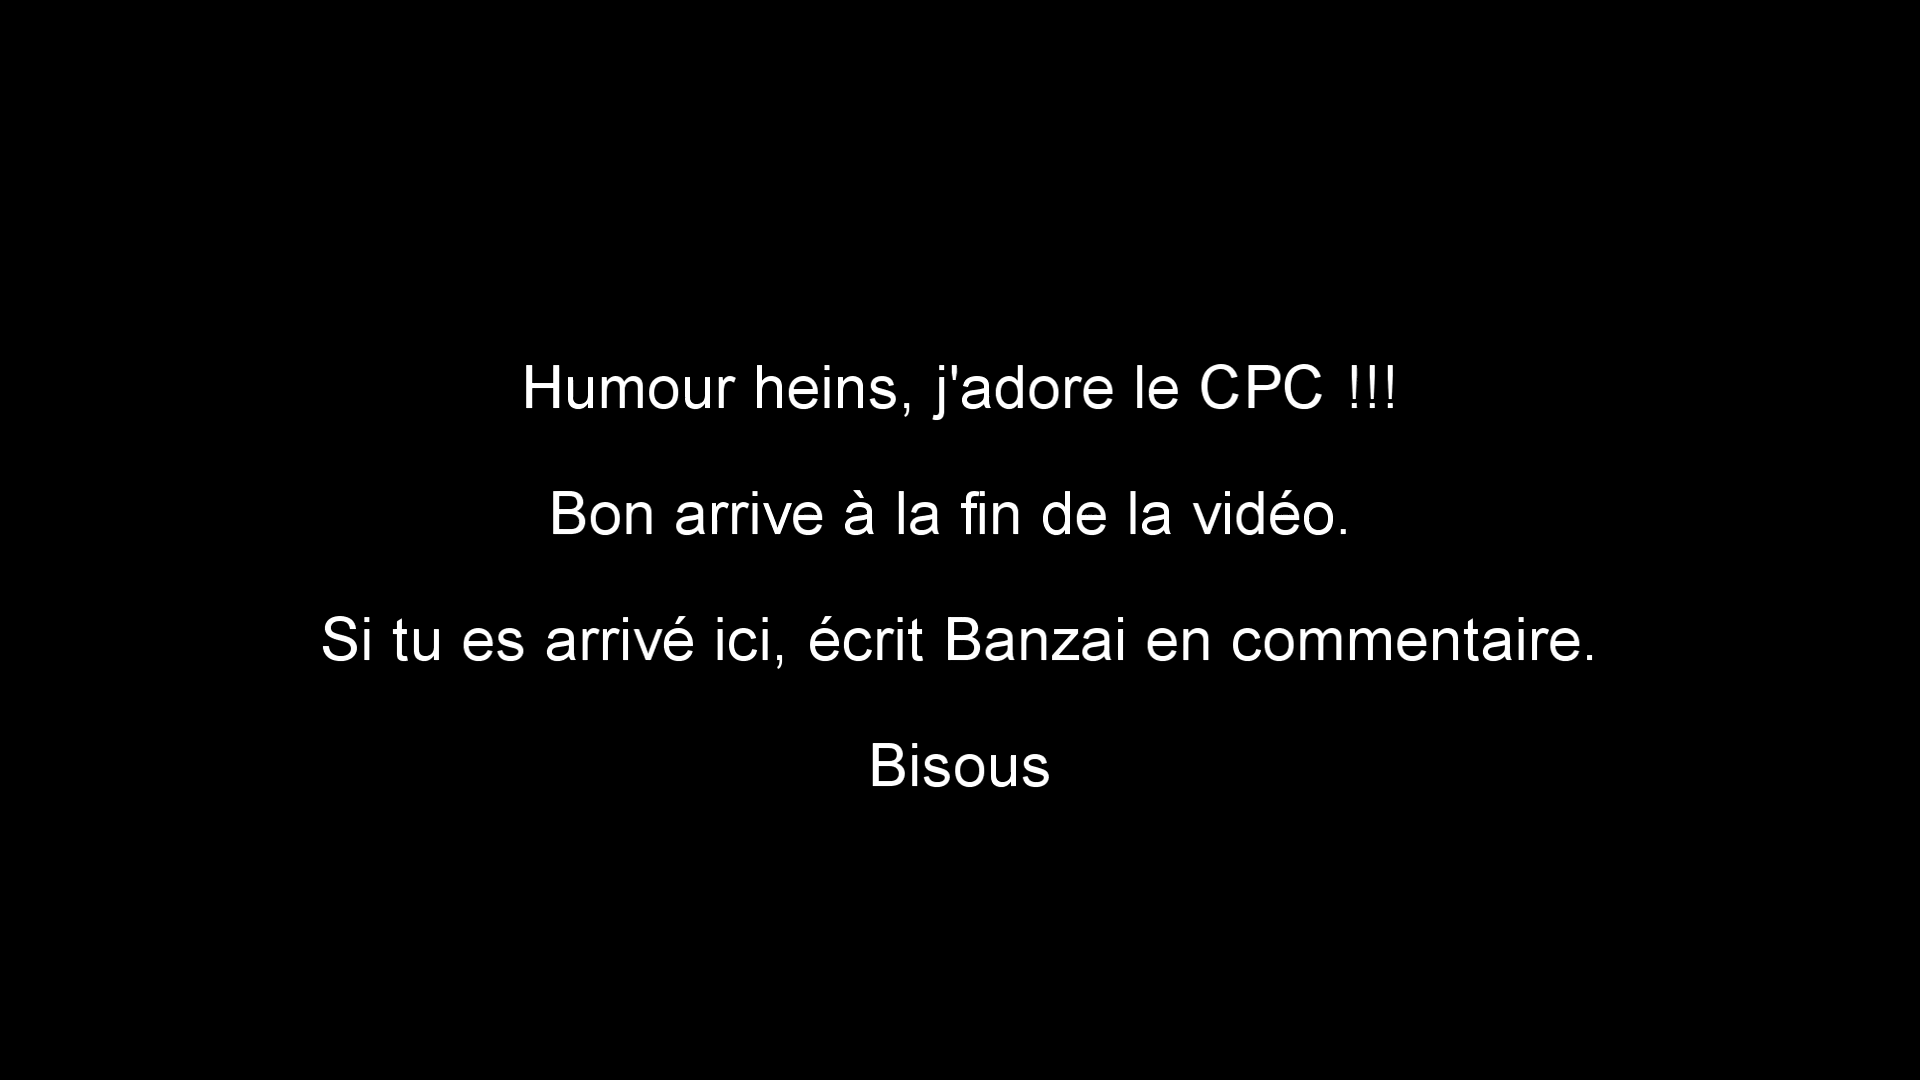 Humour heins, j'adore le CPC !!!
Bon arrive à la fin de la vidéo.
Si tu es arrivé ici, écrit Banzai en commentaire.
Bisous